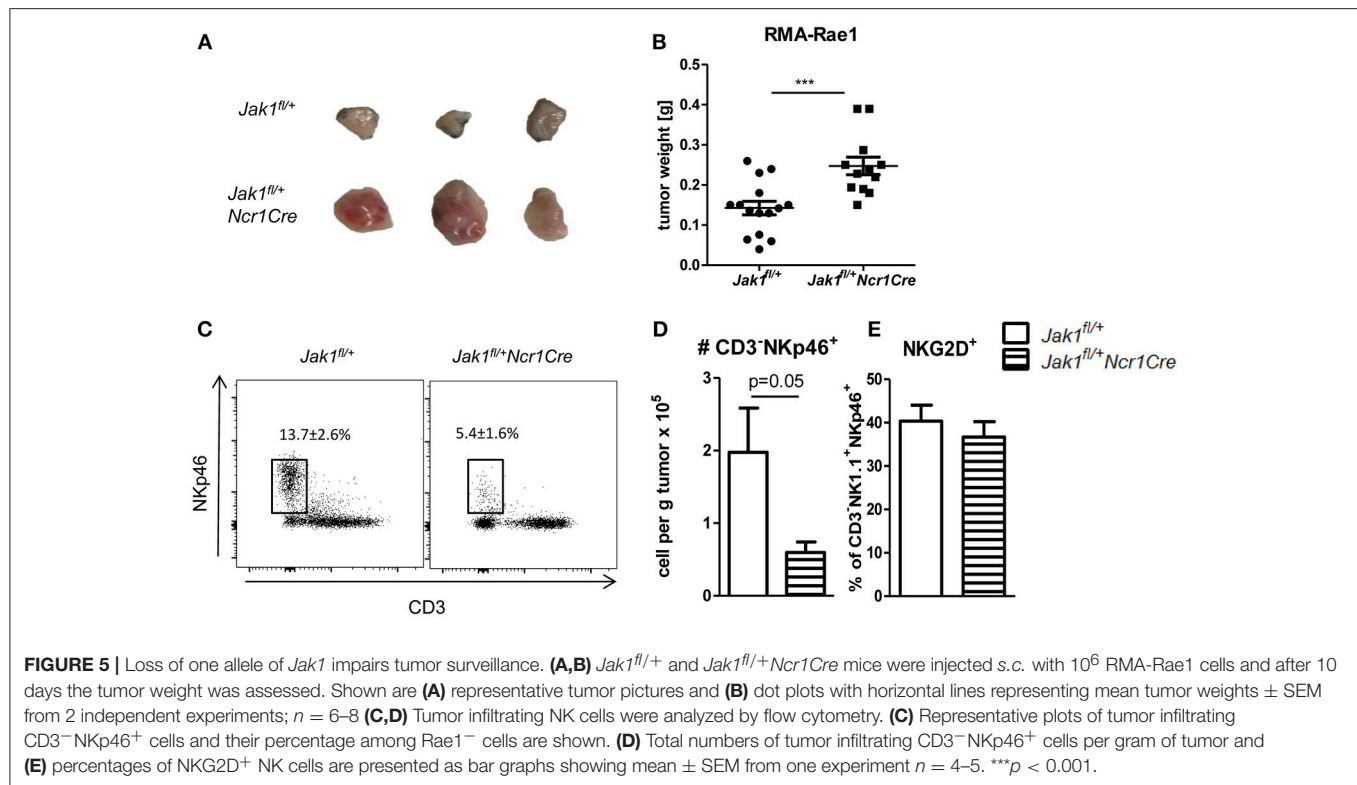 A
Jak1fl/+
Jak1fl/+
Ncr1Cre
B
RMA-Rae1
***
tumor weight [g]
0.5
0.4
0.3
0.2
0.1
0.0
Jak1fl/+
Jak1fl/+Ncr1Cre
C
Jak1fl/+
Jak1fl/+Ncr1Cre
13.7±2.6%
5.4±1.6%
NKp46
CD3
D
# CD3-NKp46+
p=0.05
cell per g tumor x 10⁵
3
2
1
0
E
NKG2D+
% of CD3-NK1.1+NKp46+
50
40
30
20
10
0
Jak1fl/+
Jak1fl/+Ncr1Cre
FIGURE 5 | Loss of one allele of Jak1 impairs tumor surveillance. (A,B) Jak1fl/+ and Jak1fl/+Ncr1Cre mice were injected s.c. with 10⁶ RMA-Rae1 cells and after 10
days the tumor weight was assessed. Shown are (A) representative tumor pictures and (B) dot plots with horizontal lines representing mean tumor weights ± SEM
from 2 independent experiments; n = 6–8 (C,D) Tumor infiltrating NK cells were analyzed by flow cytometry. (C) Representative plots of tumor infiltrating
CD3−NKp46+ cells and their percentage among Rae1− cells are shown. (D) Total numbers of tumor infiltrating CD3−NKp46+ cells per gram of tumor and
(E) percentages of NKG2D+ NK cells are presented as bar graphs showing mean ± SEM from one experiment n = 4–5. ***p < 0.001.